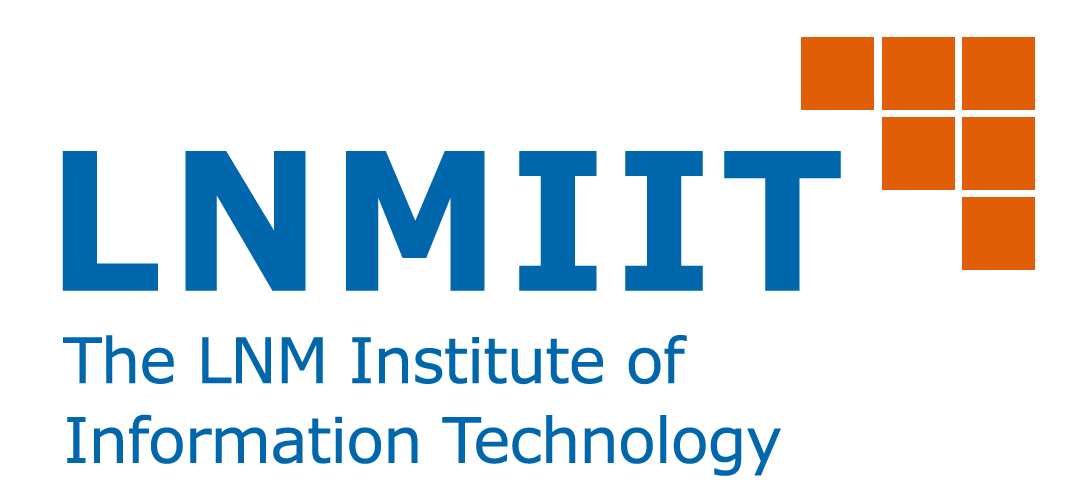 LNMIIT
The LNM Institute of
Information Technology